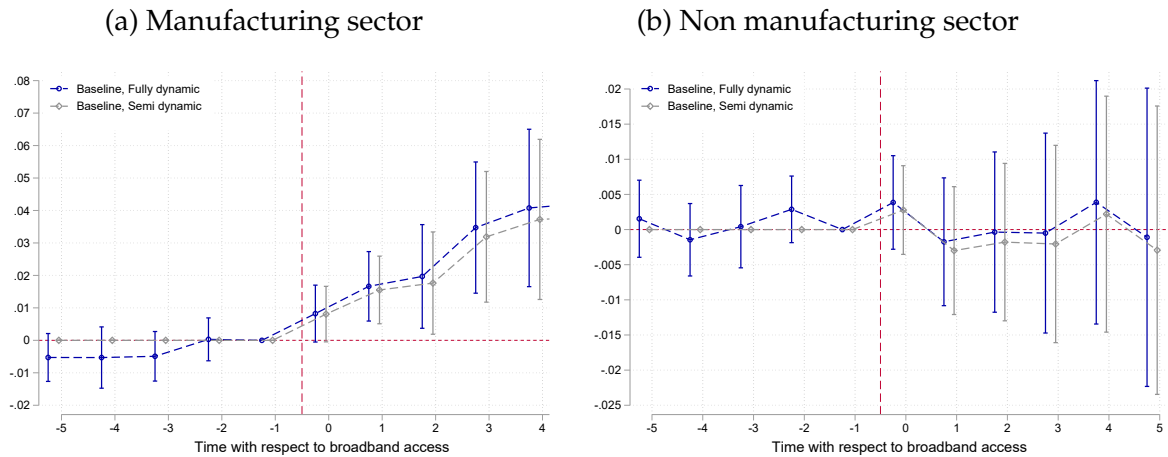 (a) Manufacturing sector
.08
.07
.06
.05
.04
.03
.02
.01
0
-.01
-.02
Baseline, Fully dynamic
Baseline, Semi dynamic
-5 -4 -3 -2 -1 0 1 2 3 4
Time with respect to broadband access
(b) Non manufacturing sector
.02
.015
.01
.005
0
-.005
-.01
-.015
-.02
-.025
Baseline, Fully dynamic
Baseline, Semi dynamic
-5 -4 -3 -2 -1 0 1 2 3 4 5
Time with respect to broadband access